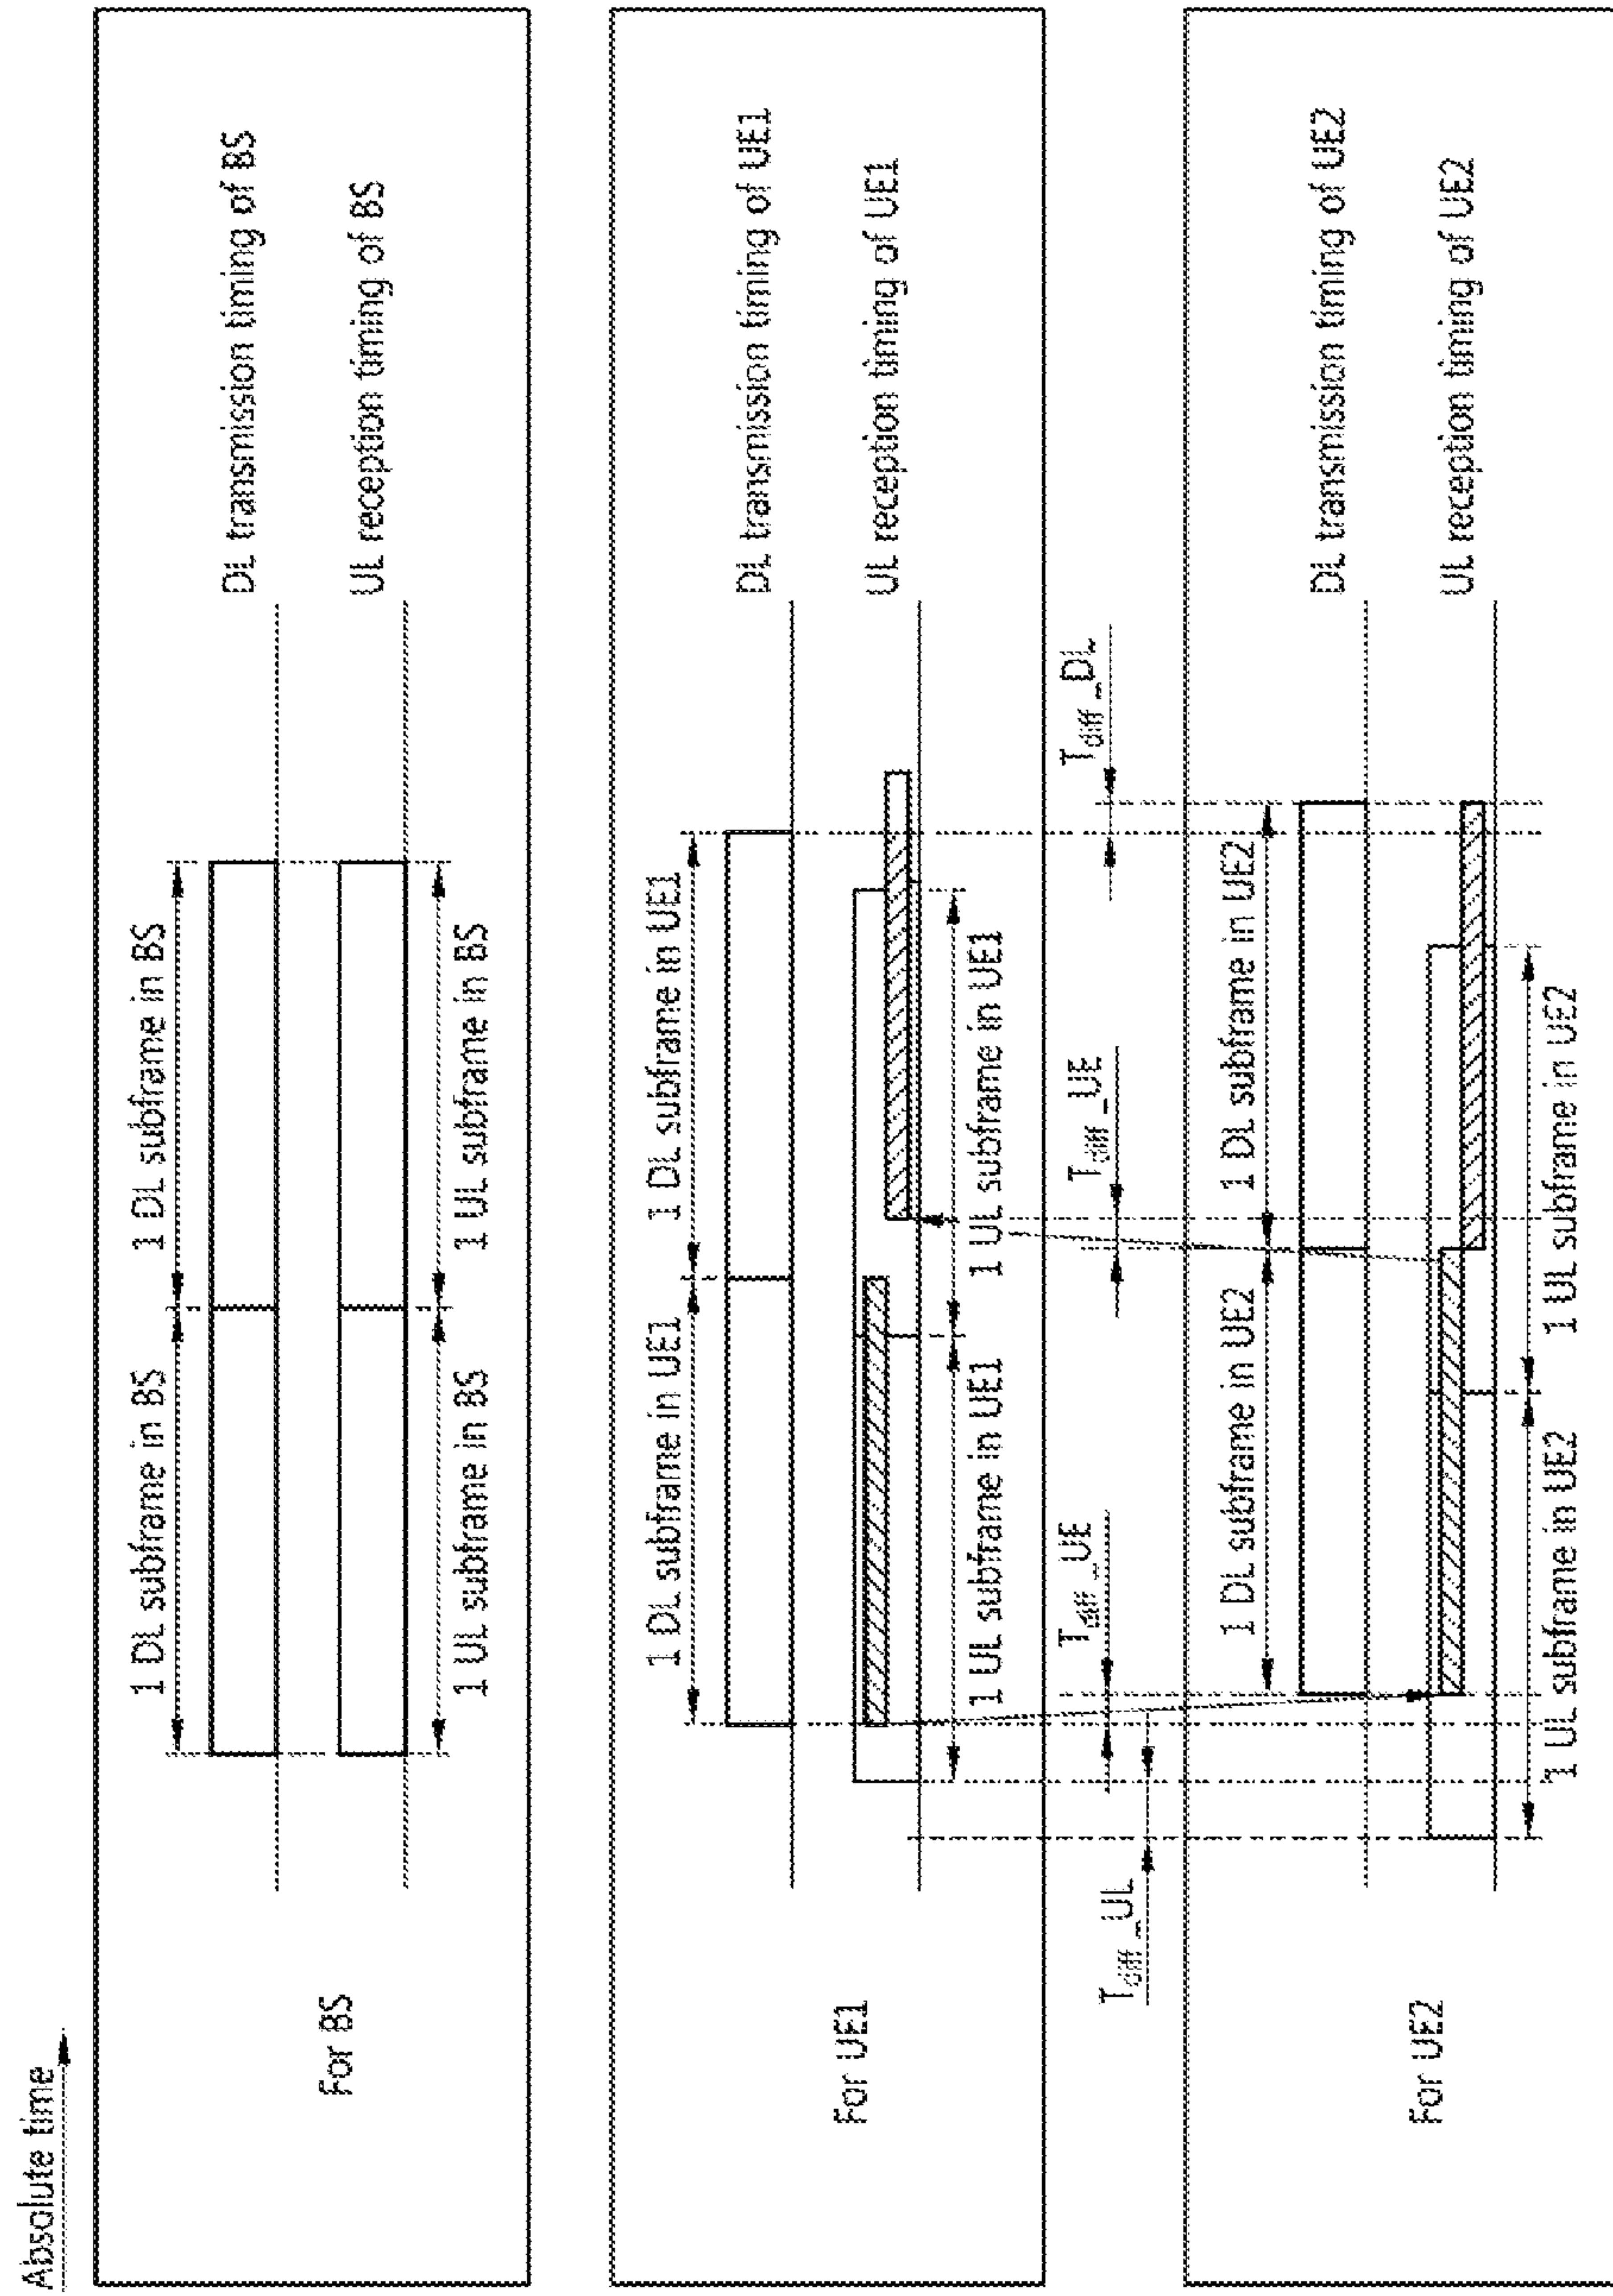 Absolute time
For BS
1 DL subframe in BS
1 DL subframe in BS
DL transmission timing of BS
UL reception timing of BS
1 UL subframe in BS
1 UL subframe in BS
For UE1
1 DL subframe in UE1
1 DL subframe in UE1
DL transmission timing of UE1
UL reception timing of UE1
1 UL subframe in UE1
1 UL subframe in UE1
Tdiff_UL
Tdiff_UE
Tdiff_UE
Tdiff_DL
For UE2
1 DL subframe in UE2
1 DL subframe in UE2
DL transmission timing of UE2
UL reception timing of UE2
1 UL subframe in UE2
1 UL subframe in UE2